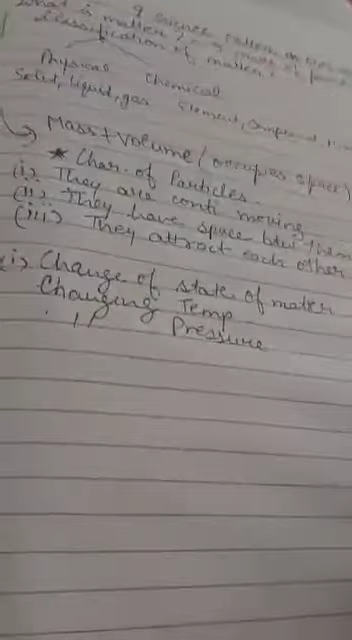 What is matter?
Classification of matter:
Physical Chemical
Solid, Liquid, gas Element, Compound,
Mass + Volume (occupies space)
* Char. of Particles.
(i) They are conti moving
(ii) They have space btw them
(iii) They attract each other
(i) Change of state of matter
Changing Temp
" Pressure